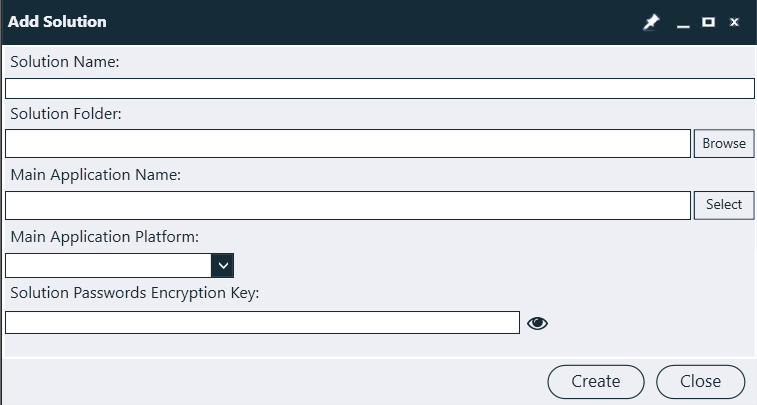 Add Solution
Solution Name:
Solution Folder:
Browse
Main Application Name:
Select
Main Application Platform:
Solution Passwords Encryption Key:
Create Close